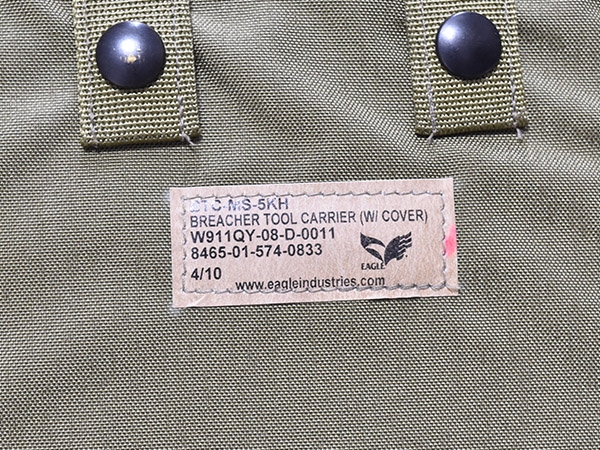 BTC-MS-5KH
BREACHER TOOL CARRIER (W/ COVER)
W911QY-08-D-0011
8465-01-574-0833
EAGLE
4/10
www.eagleindustries.com